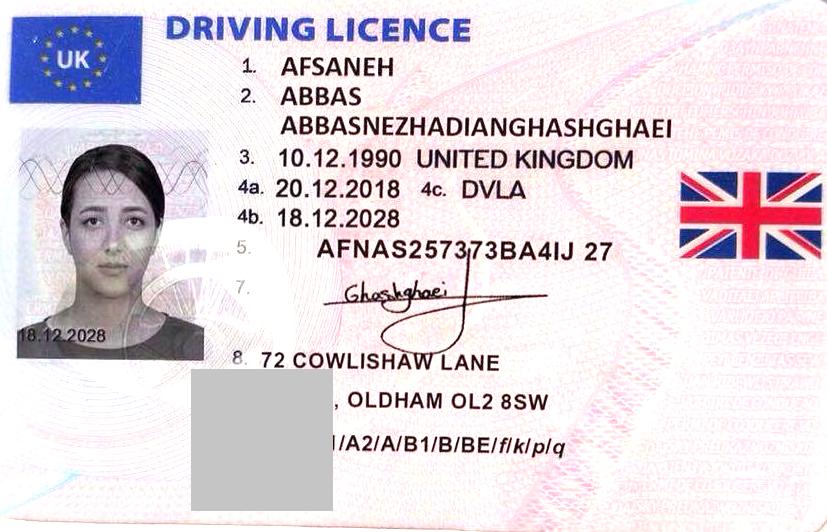 UK
DRIVING LICENCE
1. AFSANEH
2. ABBAS
ABBASNEZHADIANGHASHGHAEI
3. 10.12.1990 UNITED KINGDOM
4a. 20.12.2018 4c. DVLA
4b. 18.12.2028
5. AFNAS257373BA4IJ 27
7. Ghashghaei
18.12.2028
8. 72 COWLISHAW LANE
, OLDHAM OL2 8SW
/A2/A/B1/B/BE/f/k/p/q